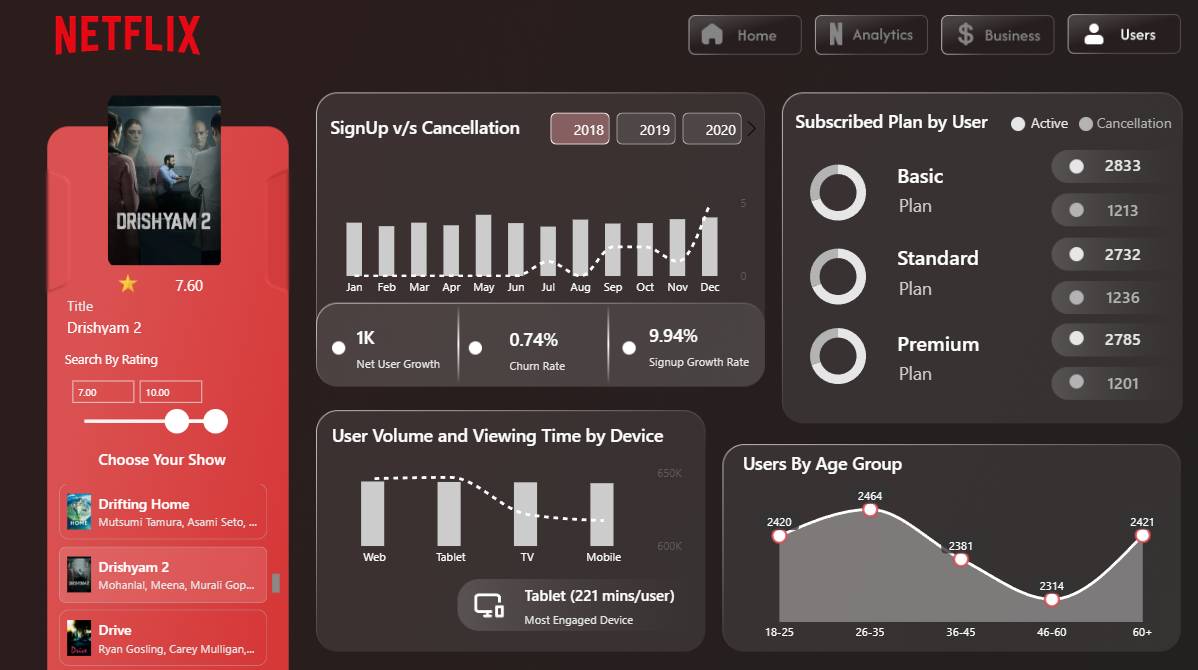 NETFLIX
Home
Analytics
Business
Users
DRISHYAM 2
7.60
Title
Drishyam 2
Search By Rating
7.00
10.00
Choose Your Show
HOME
Drifting Home
Mutsumi Tamura, Asami Seto, ...
Drishyam 2
Mohanlal, Meena, Murali Gop...
Drive
Drive
Ryan Gosling, Carey Mulligan,...
SignUp v/s Cancellation
2018
2019
2020
5
0
Jan Feb Mar Apr May Jun Jul Aug Sep Oct Nov Dec
1K
Net User Growth
0.74%
Churn Rate
9.94%
Signup Growth Rate
Subscribed Plan by User
Active
Cancellation
Basic
Plan
2833
1213
Standard
Plan
2732
1236
Premium
Plan
2785
1201
User Volume and Viewing Time by Device
650K
600K
Web Tablet TV Mobile
Tablet (221 mins/user)
Most Engaged Device
Users By Age Group
2420
2464
2381
2314
2421
18-25 26-35 36-45 46-60 60+